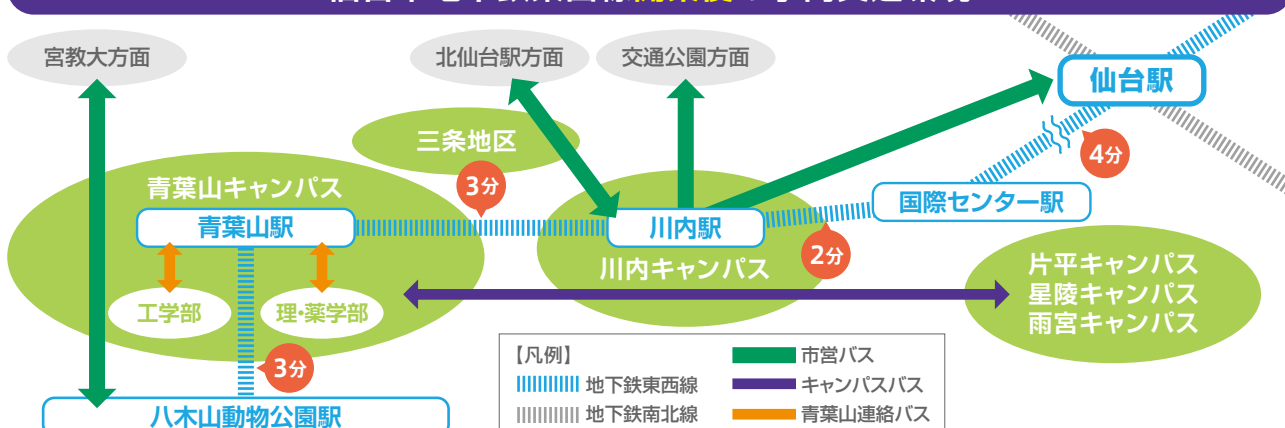 宮教大方面
北仙台駅方面
交通公園方面
仙台駅
三条地区
4分
青葉山キャンパス
3分
青葉山駅
川内駅
国際センター駅
2分
川内キャンパス
片平キャンパス
星陵キャンパス
雨宮キャンパス
工学部
理・薬学部
3分
八木山動物公園駅
【凡例】
市営バス
地下鉄東西線
キャンパスバス
地下鉄南北線
青葉山連絡バス